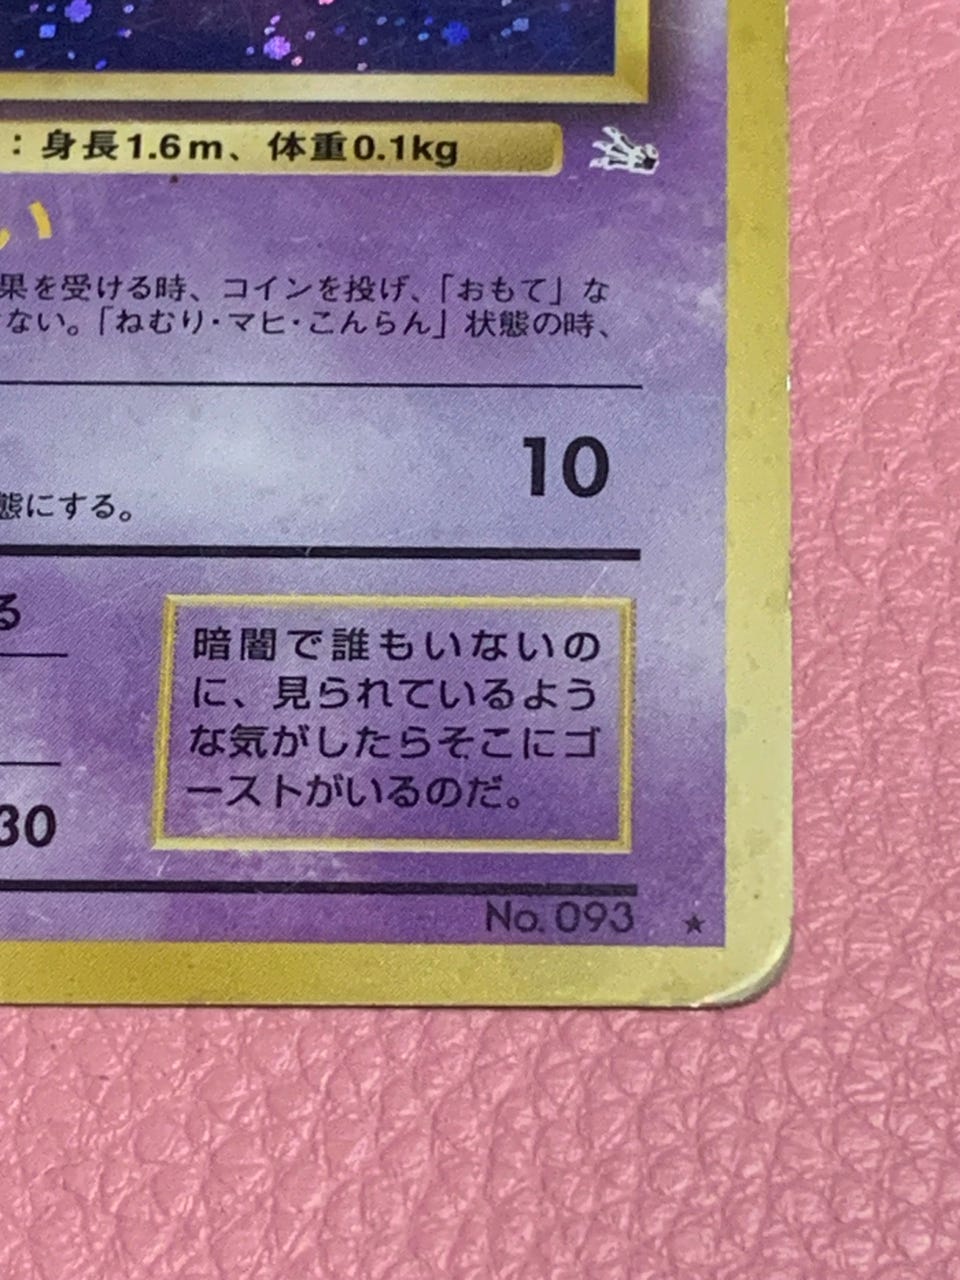 ：身長1.6m、体重0.1kg
い
果を受ける時、コインを投げ、「おもて」な
ない。「ねむり・マヒ・こんらん」状態の時、
10
態にする。
る
暗闇で誰もいないの
に、見られているよう
な気がしたらそこにゴ
ーストがいるのだ。
30
No. 093 ★